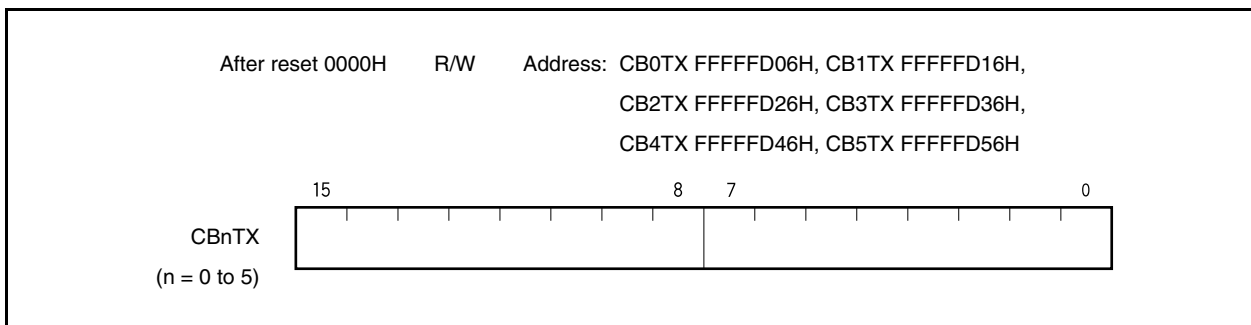 After reset 0000H R/W Address: CB0TX FFFFFD06H, CB1TX FFFFFD16H,
CB2TX FFFFFD26H, CB3TX FFFFFD36H,
CB4TX FFFFFD46H, CB5TX FFFFFD56H
15 8 7 0
CBnTX
(n = 0 to 5)